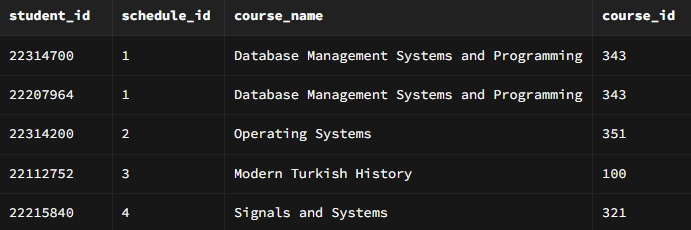 student_id schedule_id course_name course_id
22314700 1 Database Management Systems and Programming 343
22207964 1 Database Management Systems and Programming 343
22314200 2 Operating Systems 351
22112752 3 Modern Turkish History 100
22215840 4 Signals and Systems 321